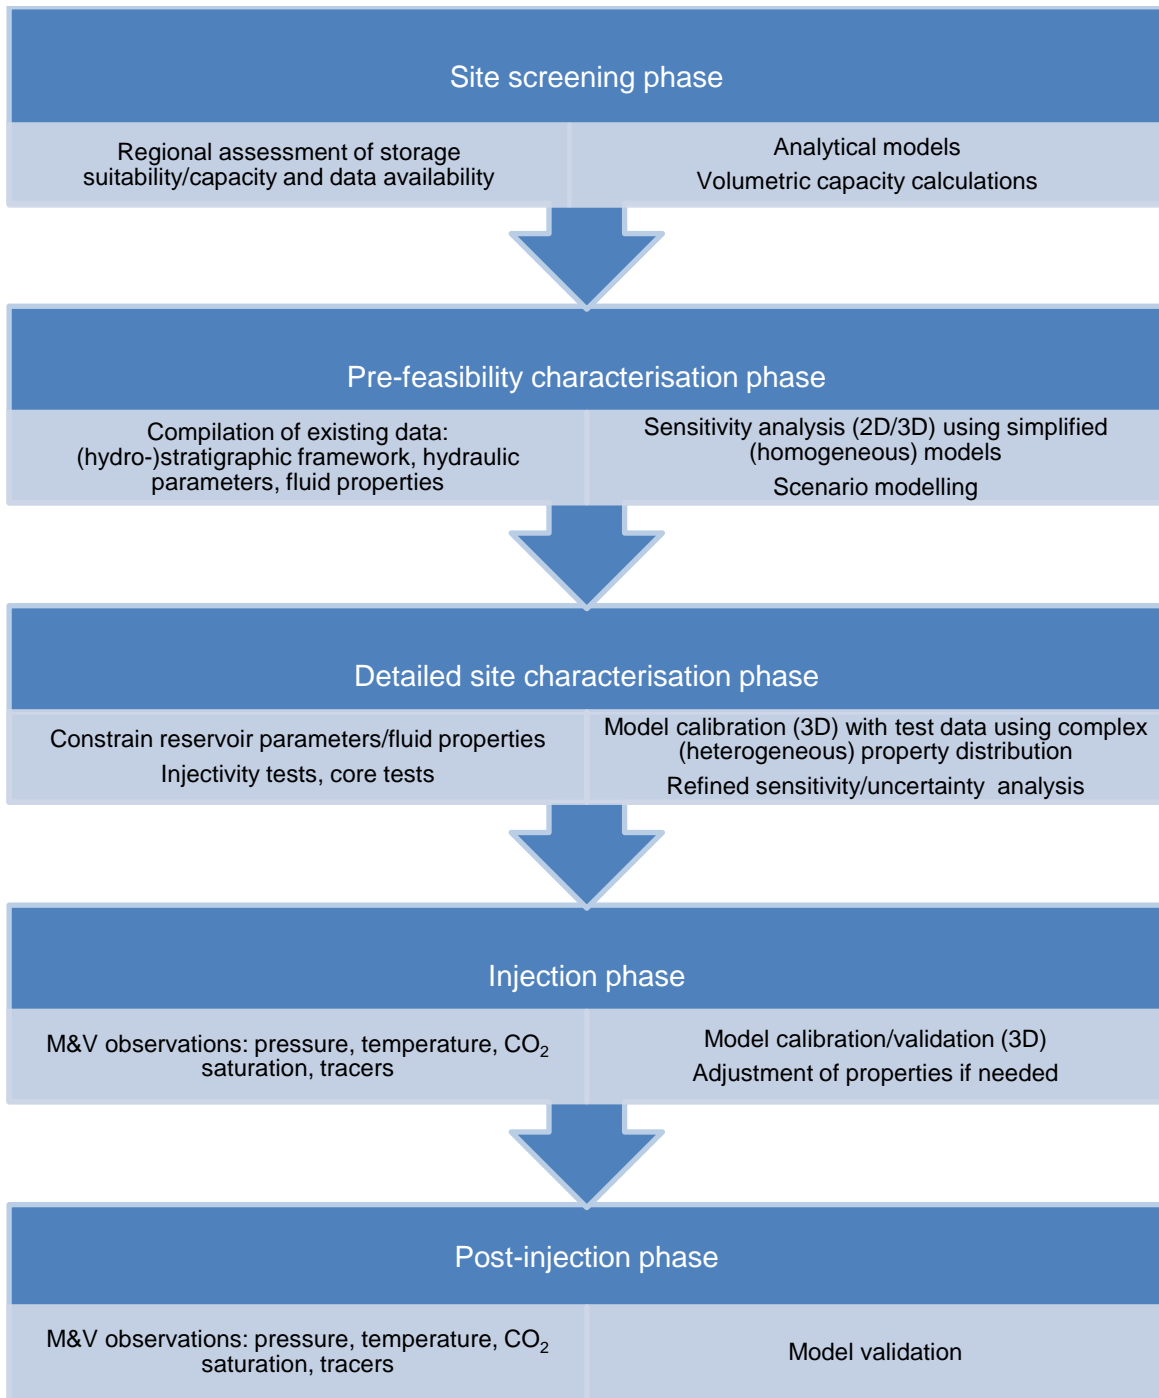 Site screening phase
Regional assessment of storage
suitability/capacity and data availability
Analytical models
Volumetric capacity calculations
Pre-feasibility characterisation phase
Compilation of existing data:
(hydro-)stratigraphic framework, hydraulic
parameters, fluid properties
Sensitivity analysis (2D/3D) using simplified
(homogeneous) models
Scenario modelling
Detailed site characterisation phase
Constrain reservoir parameters/fluid properties
Injectivity tests, core tests
Model calibration (3D) with test data using complex
(heterogeneous) property distribution
Refined sensitivity/uncertainty analysis
Injection phase
M&V observations: pressure, temperature, CO₂
saturation, tracers
Model calibration/validation (3D)
Adjustment of properties if needed
Post-injection phase
M&V observations: pressure, temperature, CO₂
saturation, tracers
Model validation